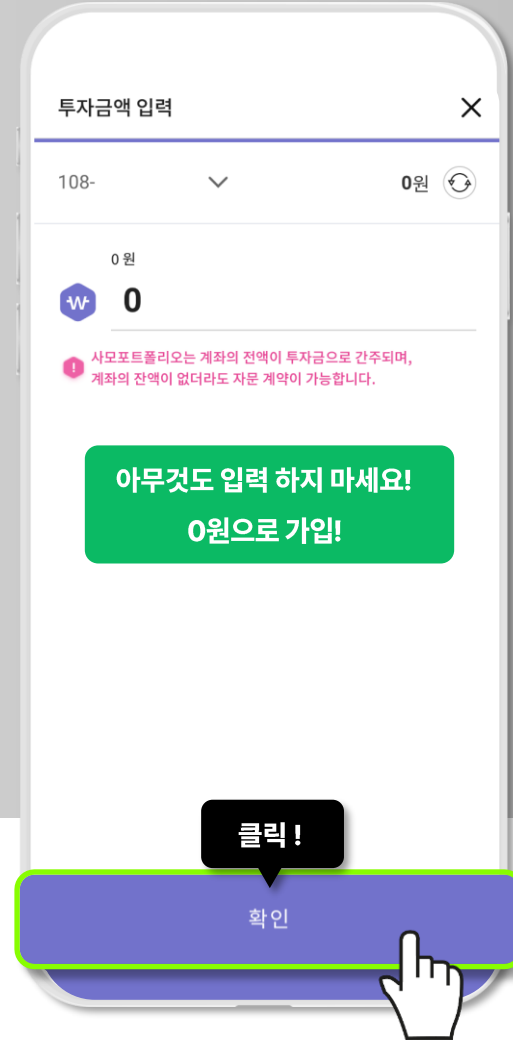 투자금액 입력
108-
0원
0 원
0
사모포트폴리오는 계좌의 전액이 투자금으로 간주되며,
계좌의 잔액이 없더라도 자문 계약이 가능합니다.
아무것도 입력 하지 마세요!
0원으로 가입!
클릭 !
확인